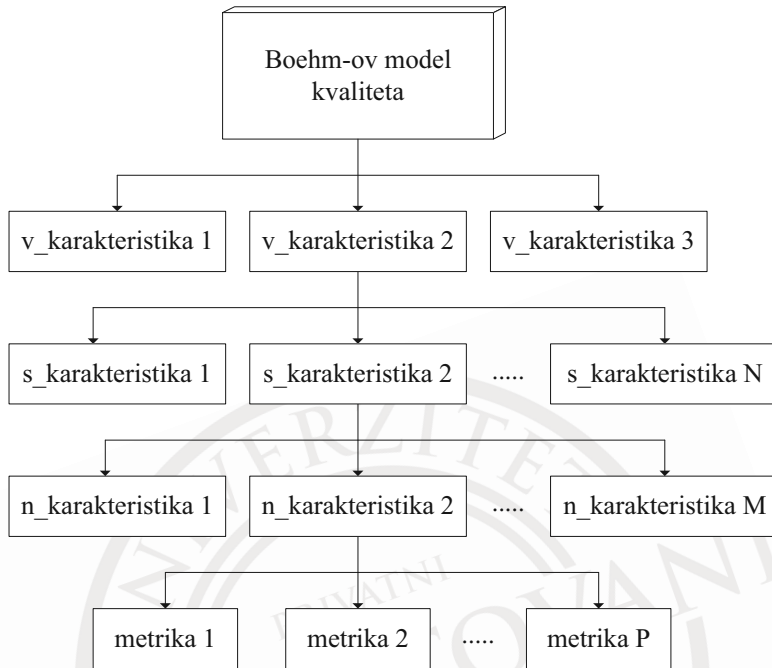 Boehm-ov model
kvaliteta
v_karakteristika 1 v_karakteristika 2 v_karakteristika 3
s_karakteristika 1 s_karakteristika 2 ..... s_karakteristika N
n_karakteristika 1 n_karakteristika 2 ..... n_karakteristika M
PRIVATNI
metrika 1 metrika 2 ..... metrika P